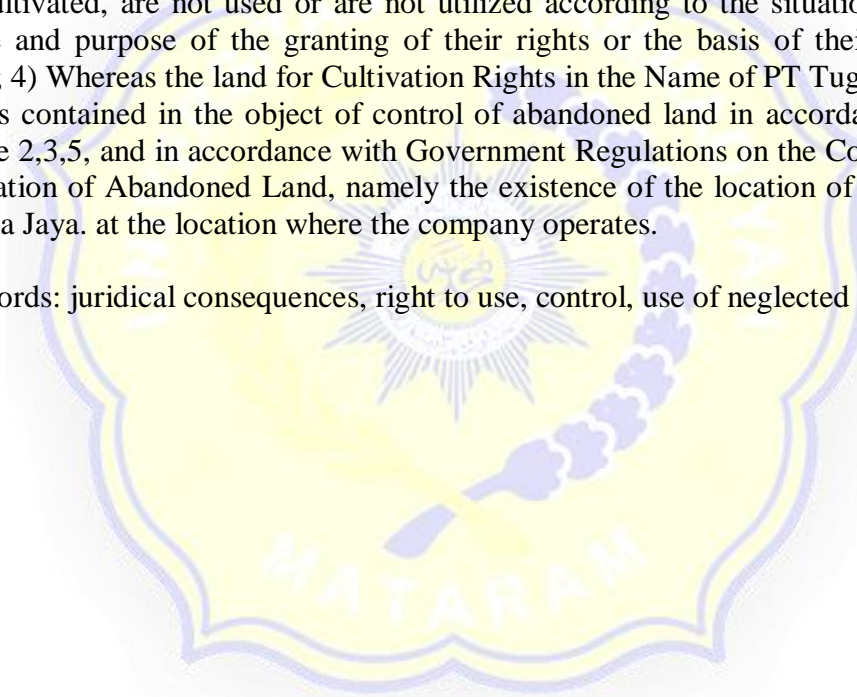 ultivated, are not used or are not utilized according to the situation
and purpose of the granting of their rights or the basis of their
4) Whereas the land for Cultivation Rights in the Name of PT Tug
s contained in the object of control of abandoned land in accorda
e 2,3,5, and in accordance with Government Regulations on the Co
ation of Abandoned Land, namely the existence of the location of
a Jaya. at the location where the company operates.
ords: juridical consequences, right to use, control, use of neglected
MATARAM